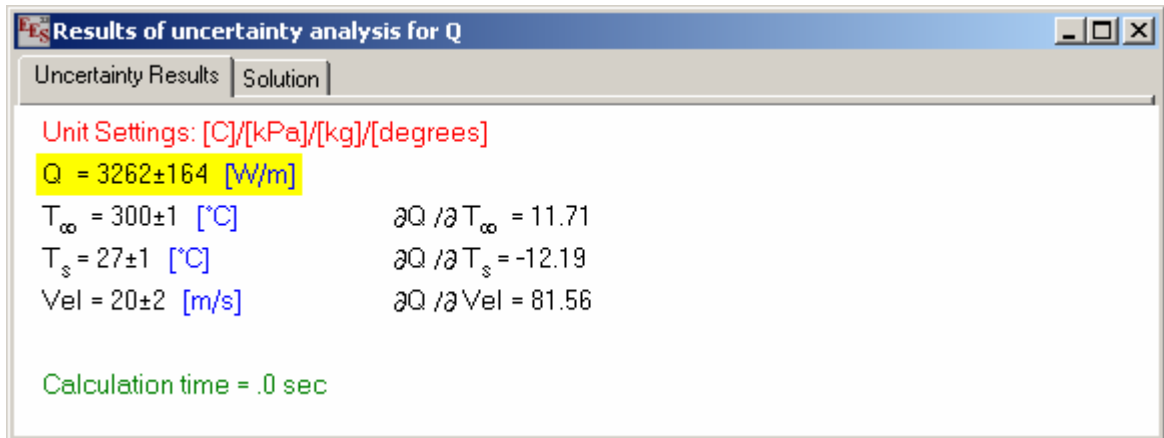 EES Results of uncertainty analysis for Q
Uncertainty Results Solution
Unit Settings: [C]/[kPa]/[kg]/[degrees]
Q = 3262±164 [W/m]
T∞ = 300±1 [°C] ∂Q /∂T∞ = 11.71
Ts = 27±1 [°C] ∂Q /∂Ts = -12.19
Vel = 20±2 [m/s] ∂Q /∂Vel = 81.56
Calculation time = .0 sec